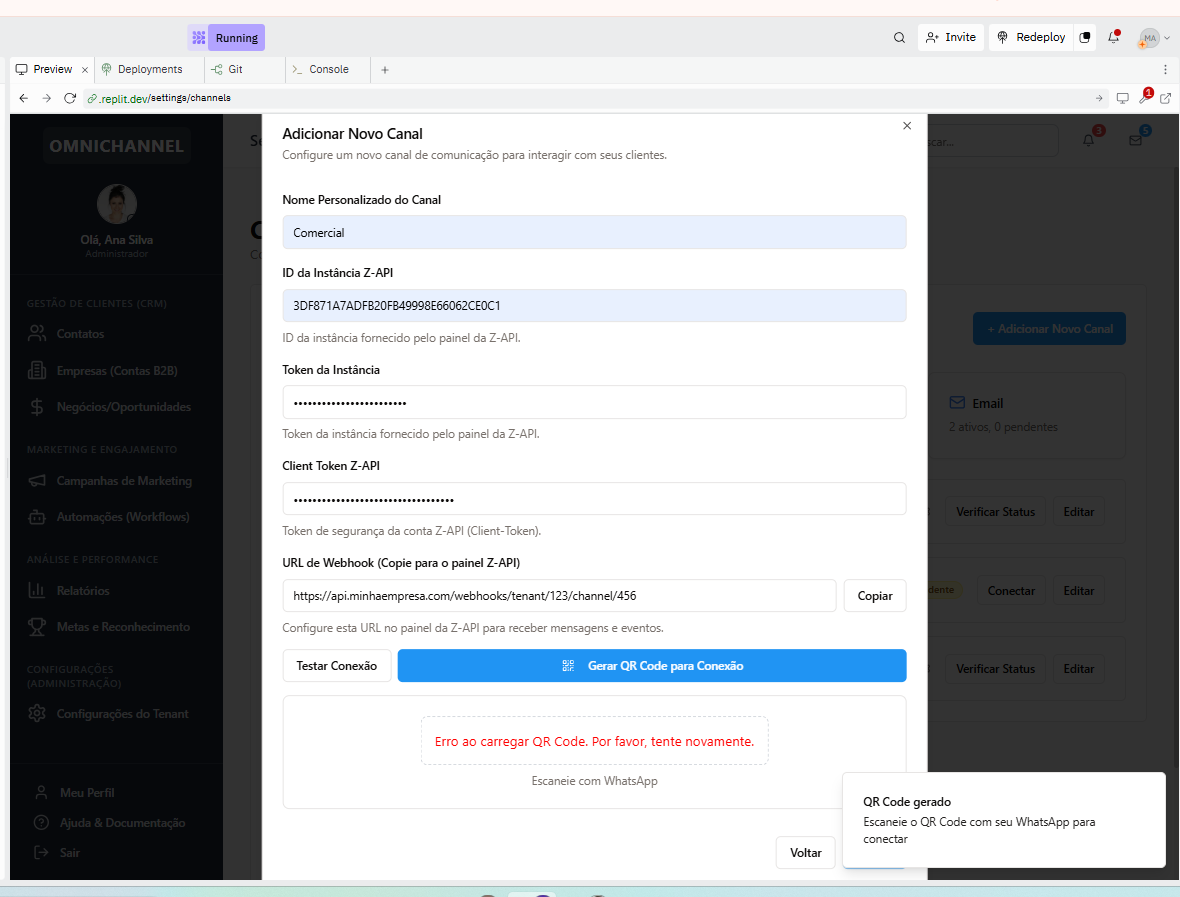 Running
Invite
Redeploy
MA
Preview
Deployments
Git
Console
.replit.dev/settings/channels
1
OMNICHANNEL
Olá, Ana Silva
Administrador
GESTÃO DE CLIENTES (CRM)
Contatos
Empresas (Contas B2B)
Negócios/Oportunidades
MARKETING E ENGAJAMENTO
Campanhas de Marketing
Automações (Workflows)
ANÁLISE E PERFORMANCE
Relatórios
Metas e Reconhecimento
CONFIGURAÇÕES
(ADMINISTRAÇÃO)
Configurações do Tenant
Meu Perfil
Ajuda & Documentação
Sair
Adicionar Novo Canal
Configure um novo canal de comunicação para interagir com seus clientes.
Nome Personalizado do Canal
Comercial
ID da Instância Z-API
3DF871A7ADFB20FB49998E66062CE0C1
ID da instância fornecido pelo painel da Z-API.
Token da Instância
••••••••••••••••••••••••
Token da instância fornecido pelo painel da Z-API.
Client Token Z-API
••••••••••••••••••••••••••••••••••
Token de segurança da conta Z-API (Client-Token).
URL de Webhook (Copie para o painel Z-API)
https://api.minhaempresa.com/webhooks/tenant/123/channel/456
Copiar
Configure esta URL no painel da Z-API para receber mensagens e eventos.
Testar Conexão
Gerar QR Code para Conexão
Erro ao carregar QR Code. Por favor, tente novamente.
Escaneie com WhatsApp
Voltar
3
5
+ Adicionar Novo Canal
Email
2 ativos, 0 pendentes
Verificar Status
Editar
Conectar
Editar
Verificar Status
Editar
QR Code gerado
Escaneie o QR Code com seu WhatsApp para
conectar